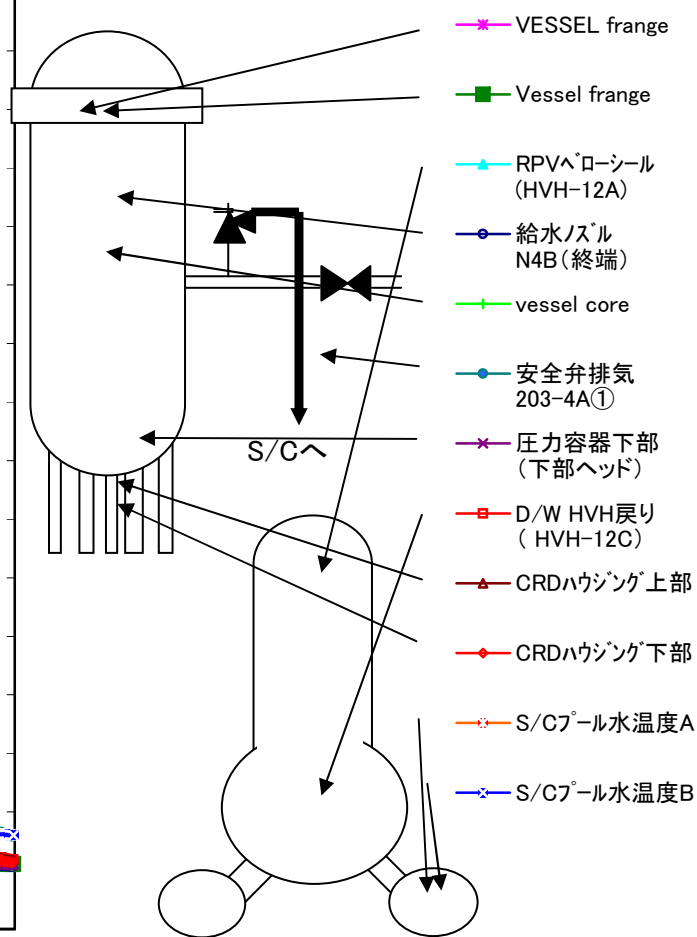 VESSEL frange
Vessel frange
RPVベローシール
(HVH-12A)
給水ノズル
N4B(終端)
vessel core
安全弁排気
203-4A①
圧力容器下部
(下部ヘッド)
D/W HVH戻り
( HVH-12C)
CRDハウジング上部
CRDハウジング下部
S/Cプール水温度A
S/Cプール水温度B
S/Cへ